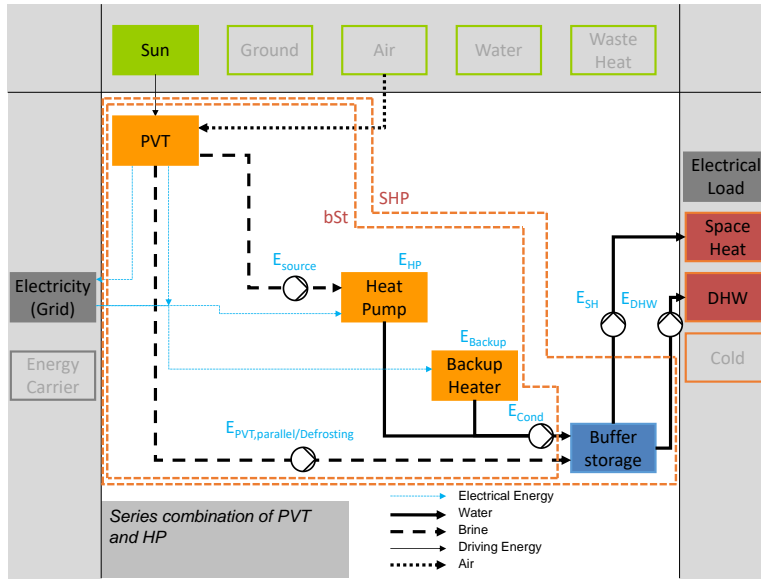 Sun
Ground
Air
Water
Waste
Heat
PVT
Electrical
Load
SHP
bSt
Space
Heat
E_source
E_HP
Electricity
(Grid)
Heat
Pump
E_SH
E_DHW
DHW
E_Backup
Energy
Carrier
Backup
Heater
Cold
E_Cond
E_PVT,parallel/Defrosting
Buffer
storage
Series combination of PVT
and HP
Electrical Energy
Water
Brine
Driving Energy
Air